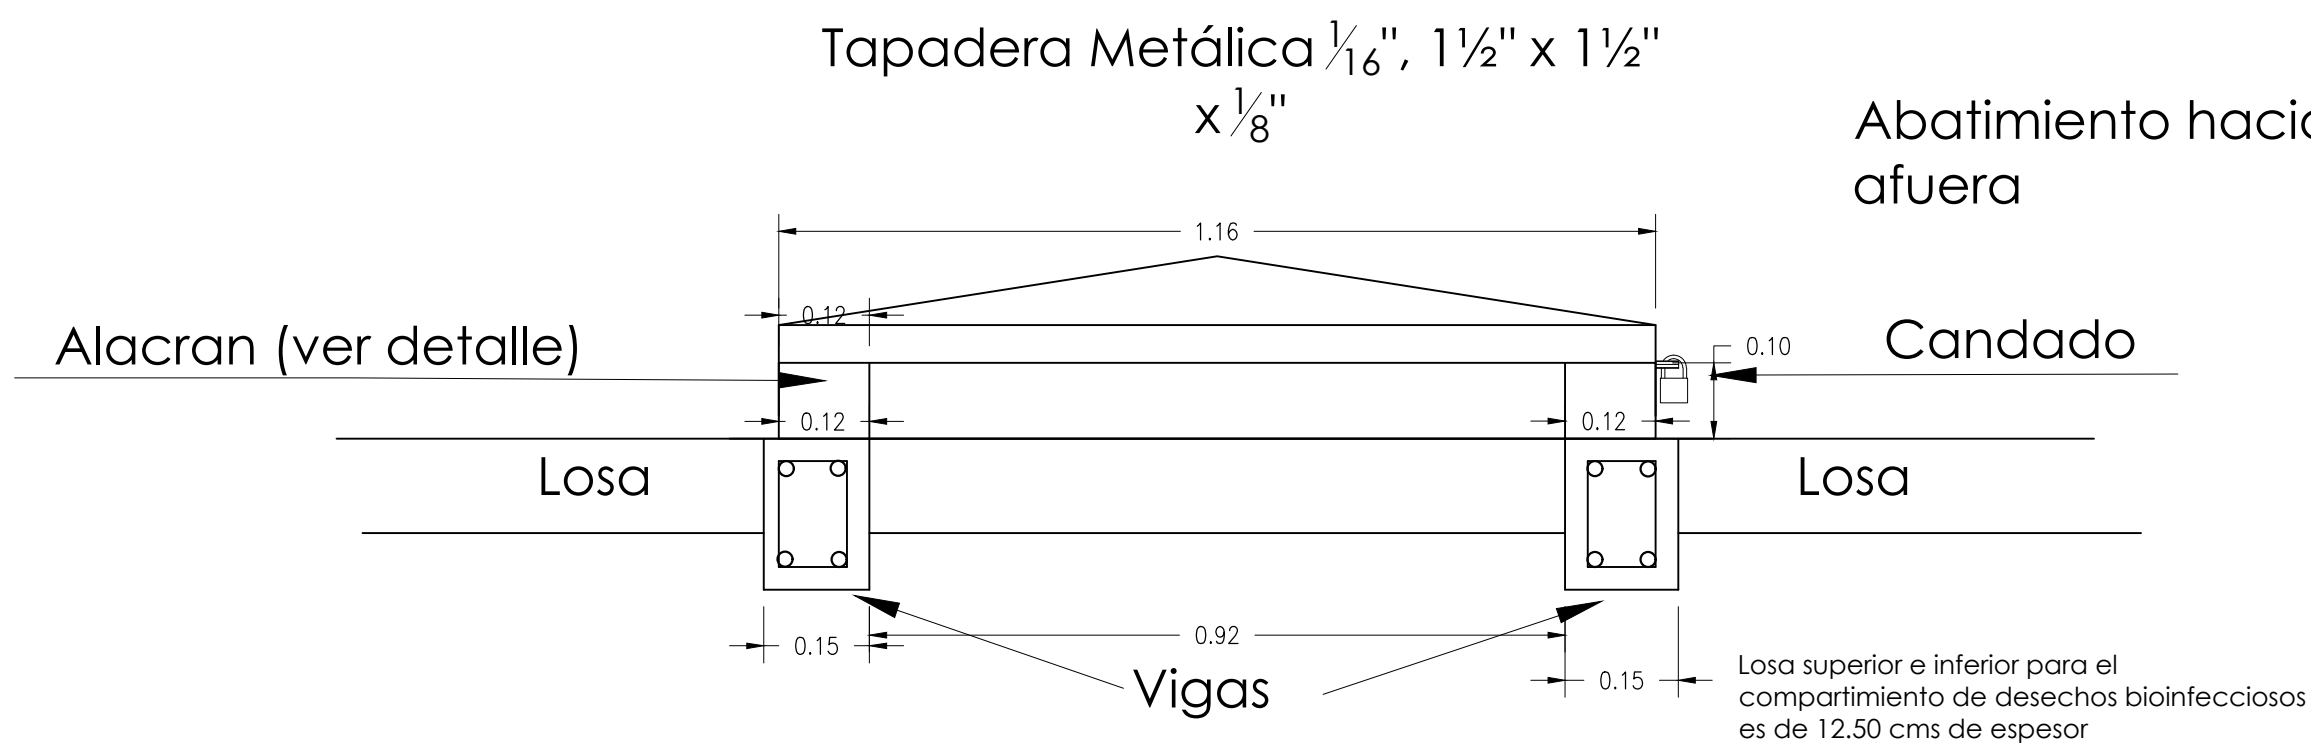 Tapadera Metálica 1/16", 1½" x 1½"
x 1/8"
Abatimiento hacia
afuera
1.16
0.12
Alacran (ver detalle)
0.10
Candado
0.12
0.12
Losa
Losa
0.92
0.15
Vigas
0.15
Losa superior e inferior para el
compartimiento de desechos bioinfecciosos
es de 12.50 cms de espesor